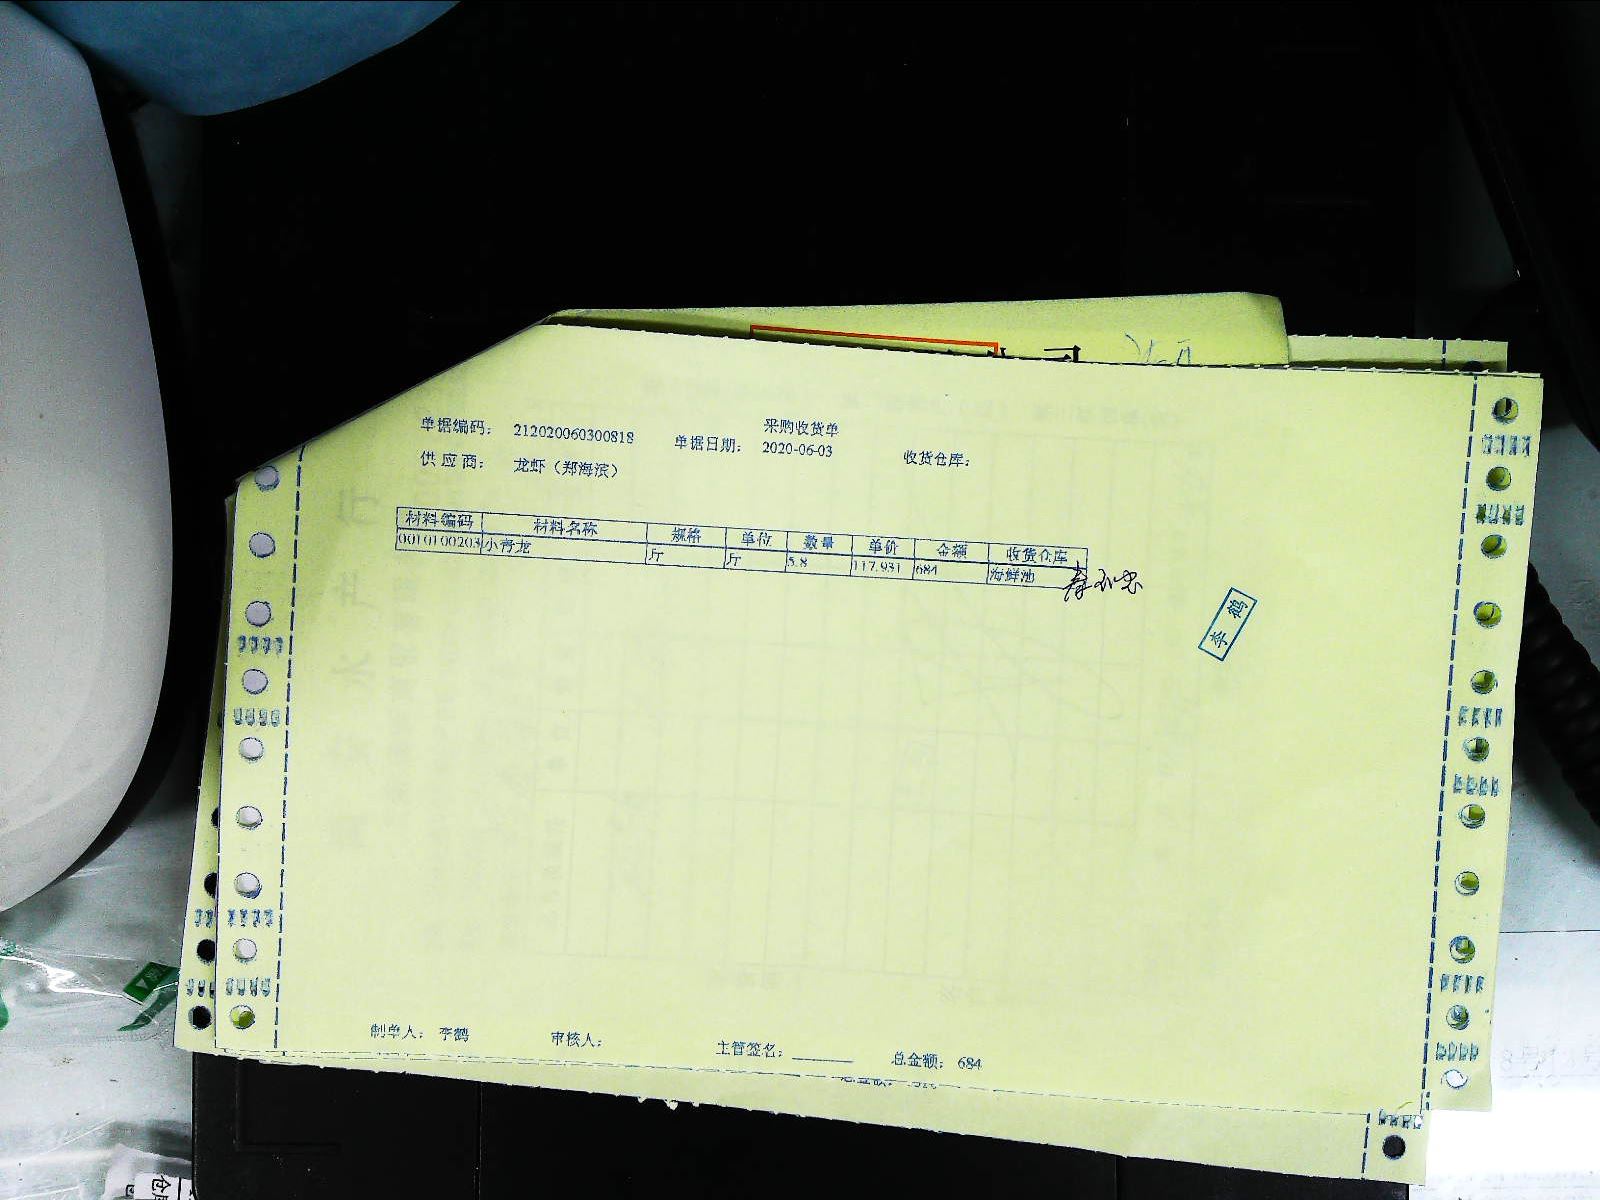 采购收货单
单据编码： 212020060300818 单据日期： 2020-06-03 收货仓库：
供 应 商： 龙虾（郑海滨）
材料编码 材料名称 规格 单位 数量 单价 金额 收货仓库
0010100203 小青龙 斤 斤 5.8 117.931 684 海鲜池
李鹤
制单人： 李鹤 审核人： 主管签名：______ 总金额： 684